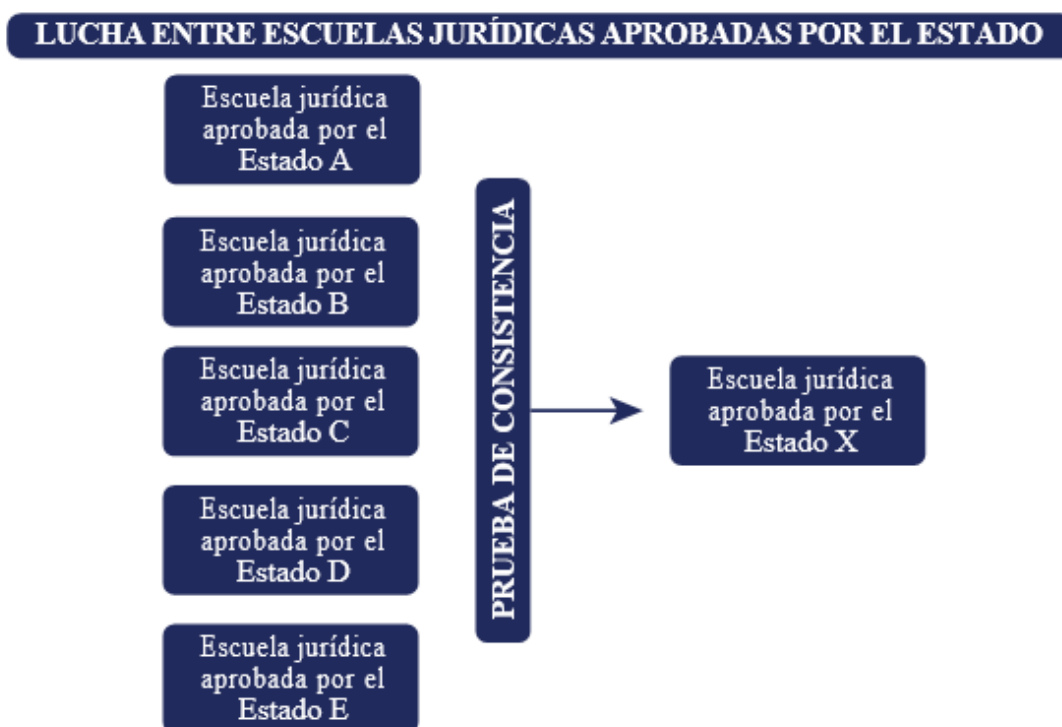 LUCHA ENTRE ESCUELAS JURÍDICAS APROBADAS POR EL ESTADO
Escuela jurídica
aprobada por el
Estado A
Escuela jurídica
aprobada por el
Estado B
Escuela jurídica
aprobada por el
Estado C
Escuela jurídica
aprobada por el
Estado D
Escuela jurídica
aprobada por el
Estado E
PRUEBA DE CONSISTENCIA
Escuela jurídica
aprobada por el
Estado X